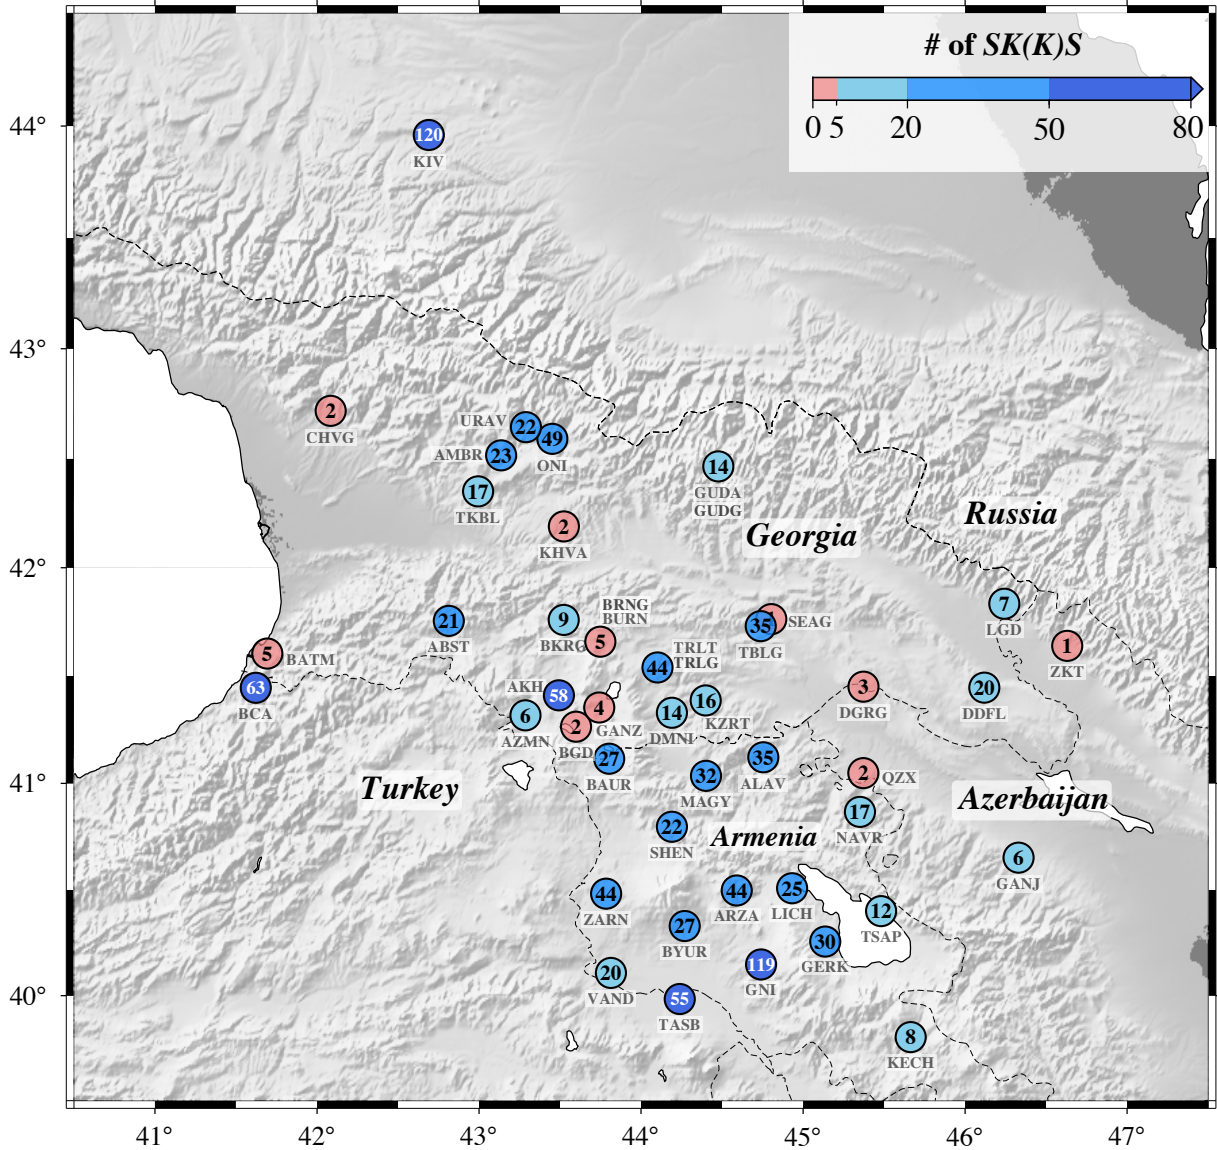 # of SK(K)S
0 5 20 50 80
44°
120
KIV
43°
2
CHVG
URAV
22
49
ONI
AMBR
23
17
TKBL
14
GUDA
GUDG
2
KHVA
Georgia
Russia
42°
7
LGD
21
ABST
9
BKRG
BRNG
BURN
5
SEAG
35
TBLG
1
ZKT
5
BATM
63
BCA
TRLT
TRLG
44
3
DGRG
20
DDFL
AKH
58
6
AZMN
4
GANZ
2
BGD
14
DMNI
16
KZRT
27
BAUR
35
ALAV
32
MAGY
2
QZX
41°
Turkey
Azerbaijan
17
NAVR
22
SHEN
Armenia
6
GANJ
44
ZARN
44
ARZA
25
LICH
12
TSAP
27
BYUR
30
GERK
119
GNI
20
VAND
40°
55
TASB
8
KECH
41° 42° 43° 44° 45° 46° 47°